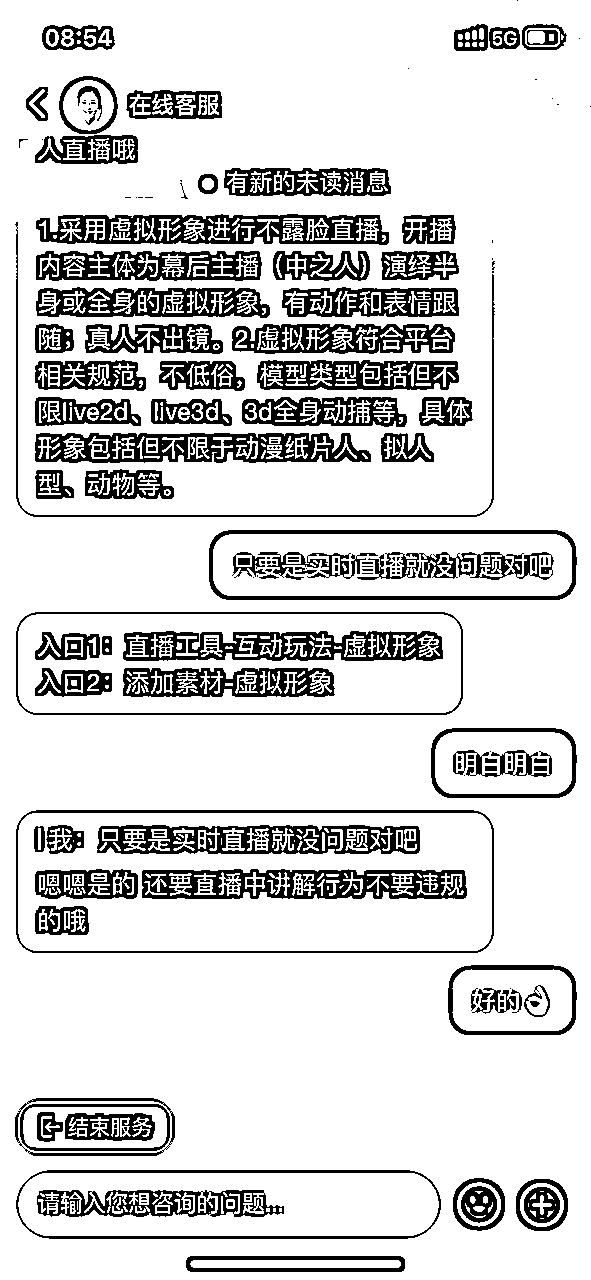 08:54
5G
在线客服
人直播哦
有新的未读消息
1.采用虚拟形象进行不露脸直播，开播
内容主体为幕后主播（中之人）演绎半
身或全身的虚拟形象，有动作和表情跟
随；真人不出镜。2.虚拟形象符合平台
相关规范，不低俗，模型类型包括但不
限live2d、live3d、3d全身动捕等，具体
形象包括但不限于动漫纸片人、拟人
型、动物等。
只要是实时直播就没问题对吧
入口1：直播工具-互动玩法-虚拟形象
入口2：添加素材-虚拟形象
明白明白
| 我：只要是实时直播就没问题对吧
嗯嗯是的 还要直播中讲解行为不要违规
的哦
好的👌
结束服务
请输入您想咨询的问题...